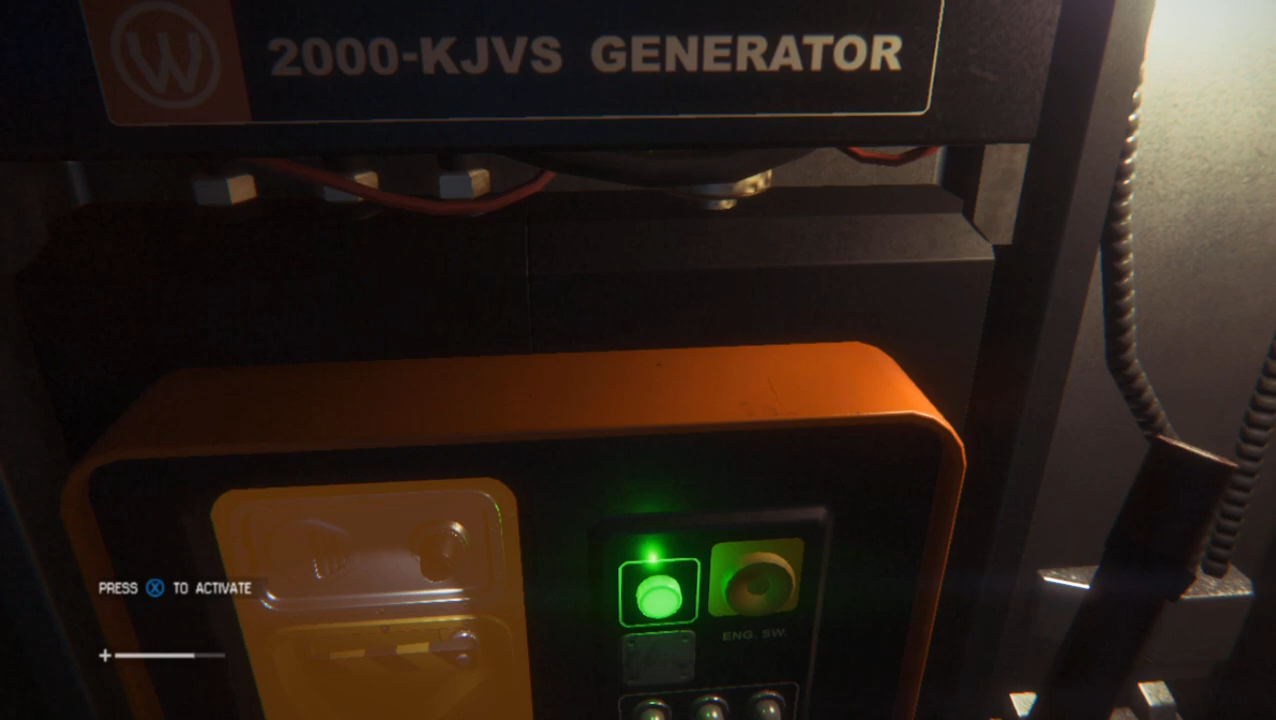 W 2000-KJVS GENERATOR
PRESS X TO ACTIVATE
ENG. SW.